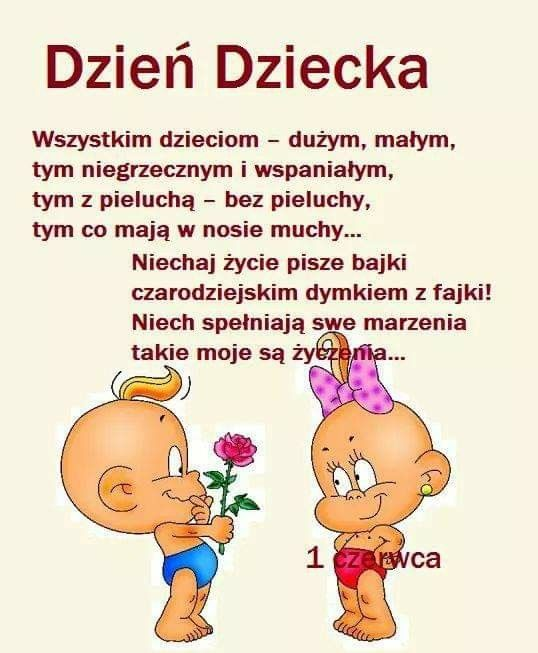 Dzień Dziecka
Wszystkim dzieciom – dużym, małym,
tym niegrzecznym i wspaniałym,
tym z pieluchą – bez pieluchy,
tym co mają w nosie muchy...
Niechaj życie pisze bajki
czarodziejskim dymkiem z fajki!
Niech spełniają swe marzenia
takie moje są życzenia...
1 czerwca